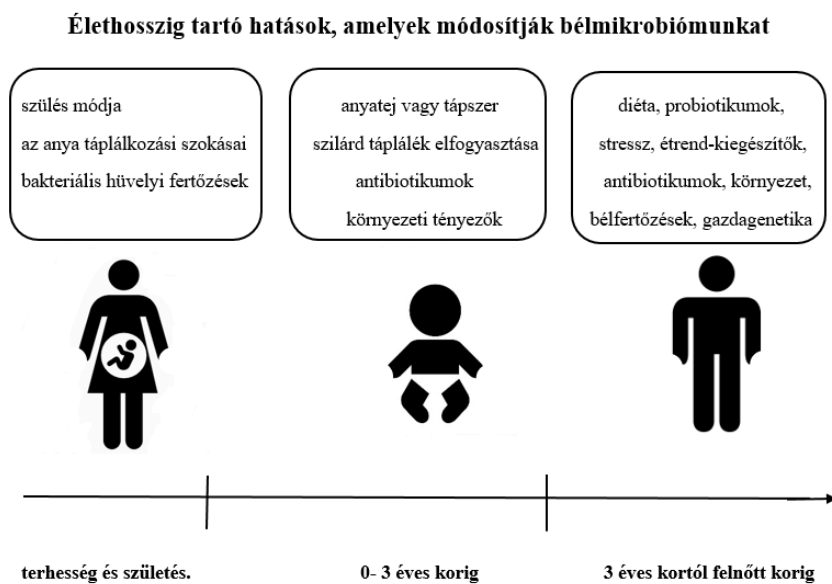 Élethosszig tartó hatások, amelyek módosítják bélmikrobiómunkat
szülés módja
az anya táplálkozási szokásai
bakteriális hüvelyi fertőzések
anyatej vagy tápszer
szilárd táplálék elfogyasztása
antibiotikumok
környezeti tényezők
diéta, probiotikumok,
stressz, étrend-kiegészítők,
antibiotikumok, környezet,
bélfertőzések, gazdagenetika
terhesség és születés.
0- 3 éves korig
3 éves kortól felnőtt korig